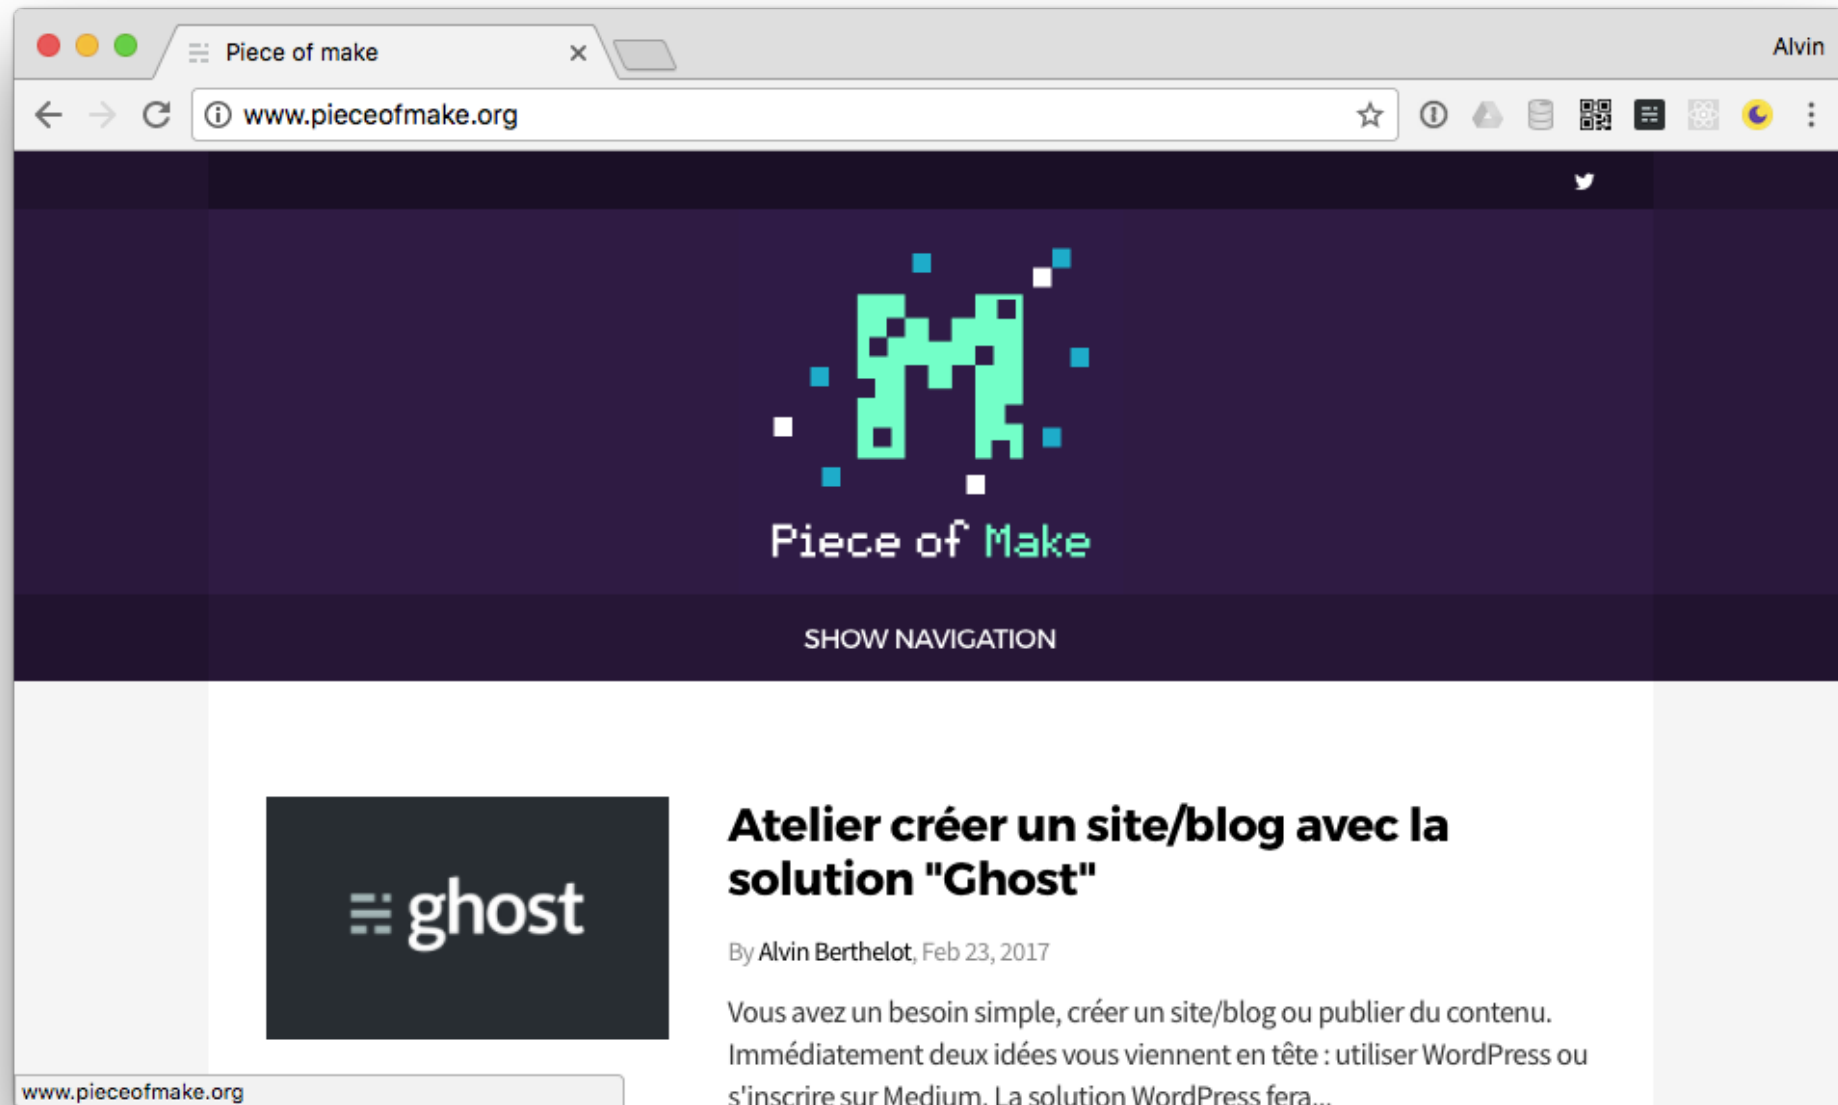 Piece of make
Alvin
www.pieceofmake.org
M
Piece of Make
SHOW NAVIGATION
ghost
Atelier créer un site/blog avec la
solution "Ghost"
By Alvin Berthelot, Feb 23, 2017
Vous avez un besoin simple, créer un site/blog ou publier du contenu.
Immédiatement deux idées vous viennent en tête : utiliser WordPress ou
s'inscrire sur Medium. La solution WordPress fera...
www.pieceofmake.org